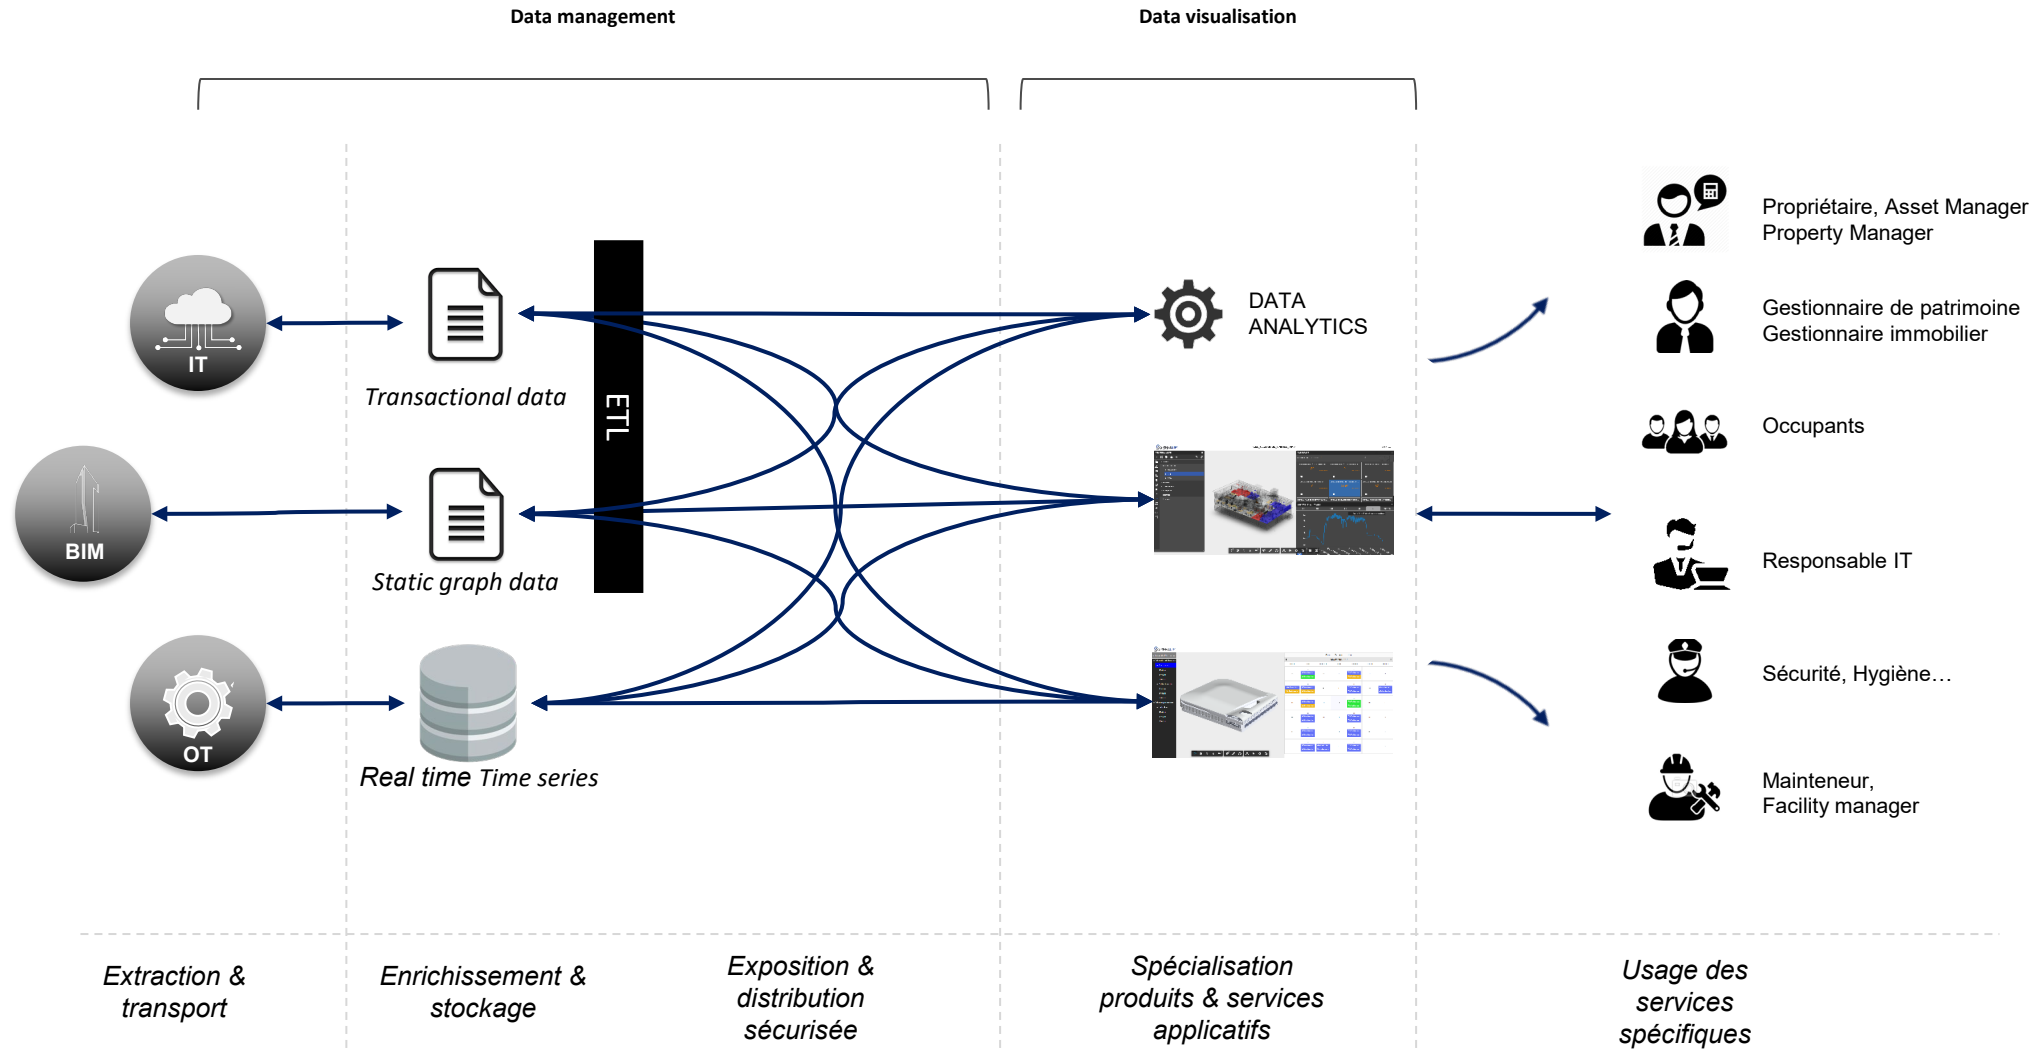 Data management
Data visualisation
IT
BIM
OT
Transactional data
Static graph data
Real time Time series
ETL
DATA
ANALYTICS
Propriétaire, Asset Manager
Property Manager
Gestionnaire de patrimoine
Gestionnaire immobilier
Occupants
Responsable IT
Sécurité, Hygiène…
Mainteneur,
Facility manager
Extraction &
transport
Enrichissement &
stockage
Exposition &
distribution
sécurisée
Spécialisation
produits & services
applicatifs
Usage des
services
spécifiques